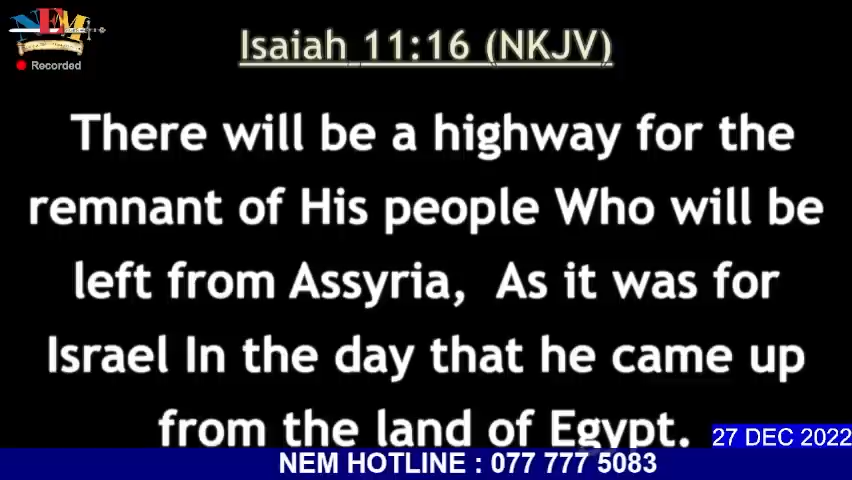 NEM
Recorded
Isaiah 11:16 (NKJV)
There will be a highway for the
remnant of His people Who will be
left from Assyria, As it was for
Israel In the day that he came up
from the land of Egypt.
27 DEC 2022
NEM HOTLINE : 077 777 5083